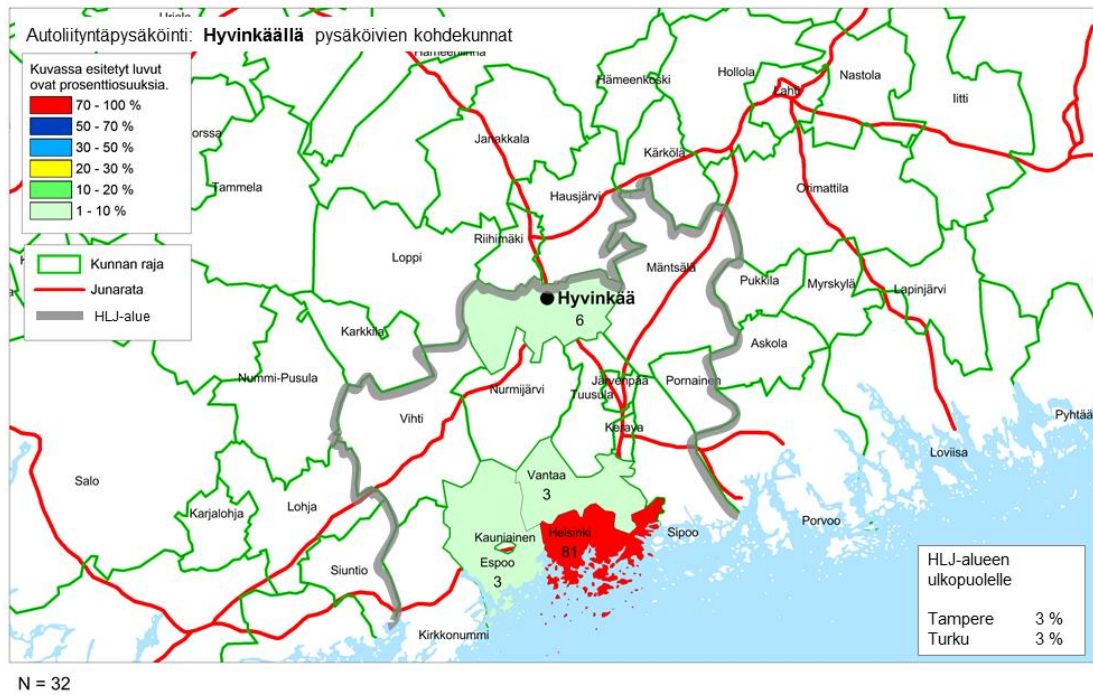 Autoliityntäpysäköinti: Hyvinkäällä pysäköivien kohdekunnat
Kuvassa esitetyt luvut
ovat prosenttiosuuksia.
70 - 100 %
50 - 70 %
30 - 50 %
20 - 30 %
10 - 20 %
1 - 10 %
Kunnan raja
Junarata
HLJ-alue
Hämeenkoski
Hollola
Nastola
Iitti
Lahti
Janakkala
Kärkölä
Tammela
Hausjärvi
Orimattila
Riihimäki
Loppi
Mäntsälä
Pukkila
Myrskylä
Lapinjärvi
Hyvinkää
6
Karkkila
Askola
Nummi-Pusula
Nurmijärvi
Järvenpää
Tuusula
Pornainen
Vihti
Pyhtää
Kerava
Loviisa
Salo
Vantaa
3
Karjalohja
Lohja
Porvoo
Sipoo
Kauniainen
Helsinki
81
Espoo
3
Siuntio
Kirkkonummi
HLJ-alueen
ulkopuolelle
Tampere 3 %
Turku 3 %
N = 32